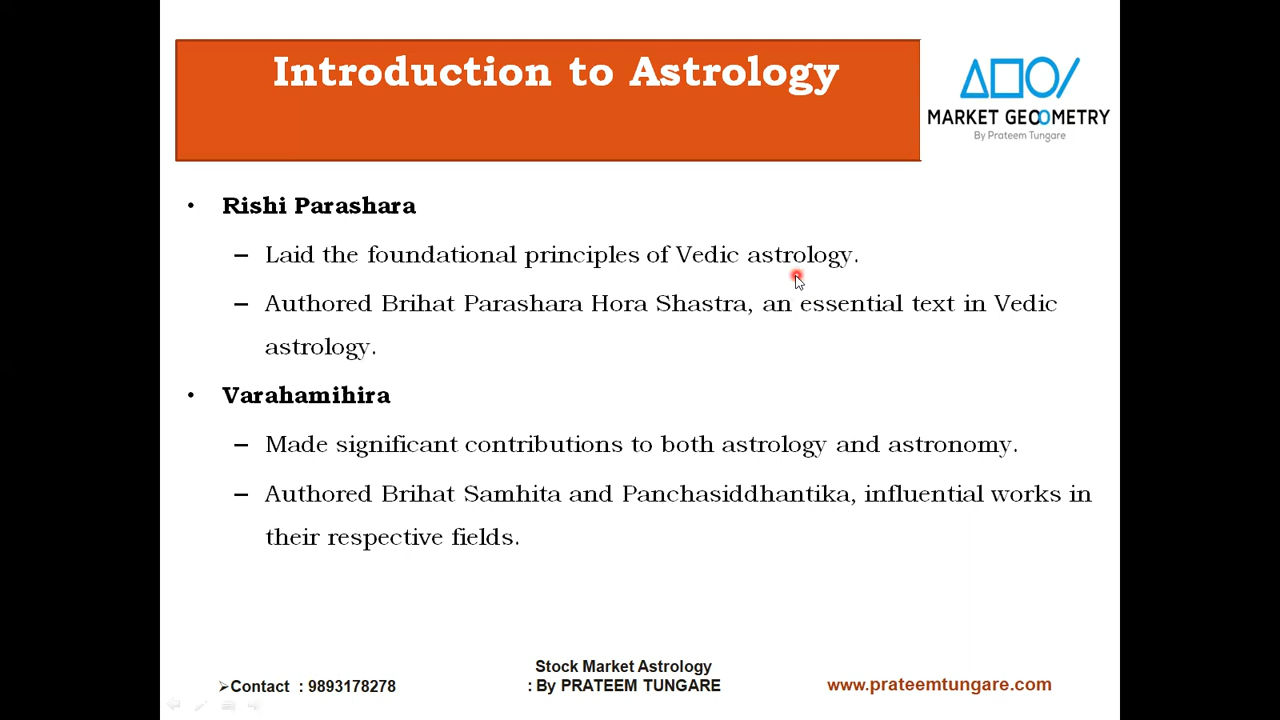 Introduction to Astrology
MARKET GEOOMETRY
By Prateem Tungare
• Rishi Parashara
– Laid the foundational principles of Vedic astrology.
– Authored Brihat Parashara Hora Shastra, an essential text in Vedic
astrology.
• Varahamihira
– Made significant contributions to both astrology and astronomy.
– Authored Brihat Samhita and Panchasiddhantika, influential works in
their respective fields.
➢Contact : 9893178278
Stock Market Astrology
: By PRATEEM TUNGARE
www.prateemtungare.com